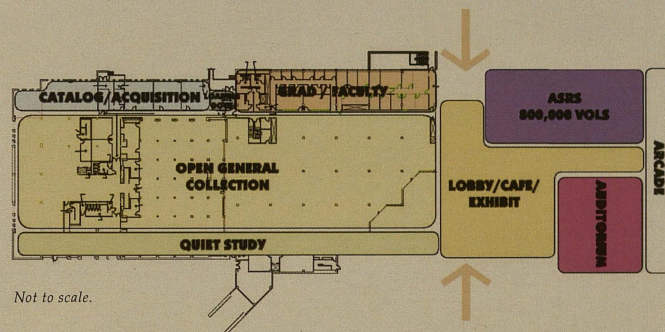 CATALOG/ACQUISITION
GRAD / FACULTY
ASRS
800,000 VOLS
ARCADE
OPEN GENERAL
COLLECTION
LOBBY/CAFE/
EXHIBIT
AUDITORIUM
QUIET STUDY
Not to scale.